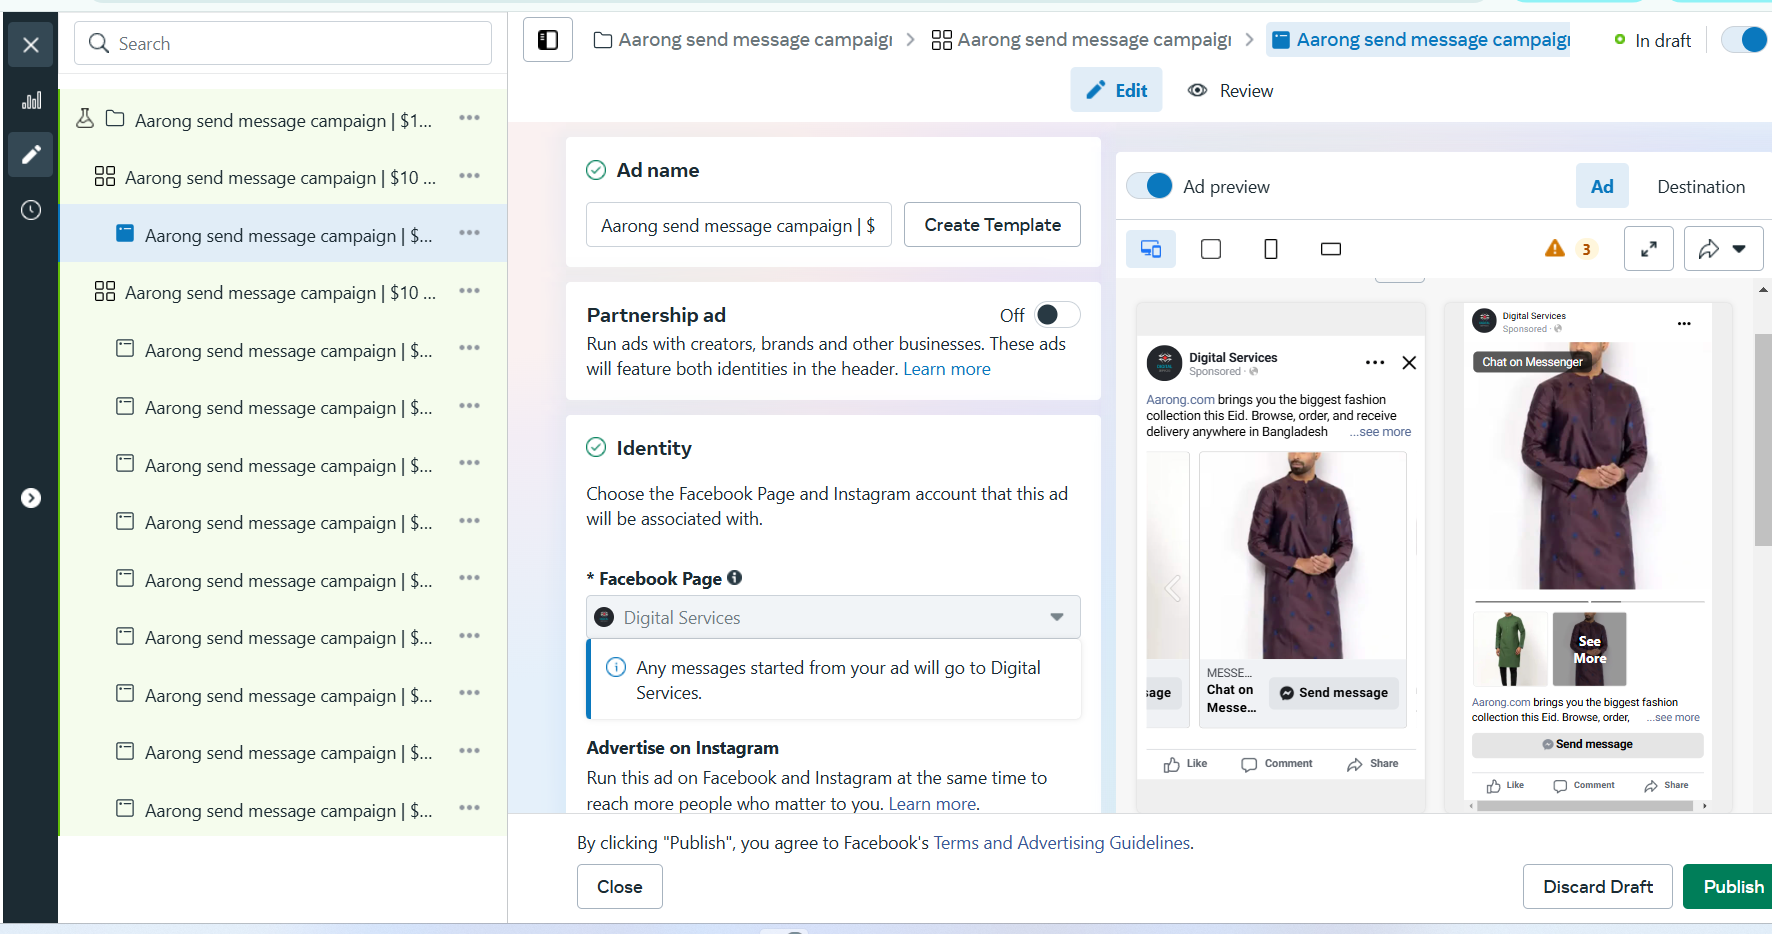 Search
Aarong send message campaign | $1...
Aarong send message campaign | $10 ...
Aarong send message campaign | $...
Aarong send message campaign | $10 ...
Aarong send message campaign | $...
Aarong send message campaign | $...
Aarong send message campaign | $...
Aarong send message campaign | $...
Aarong send message campaign | $...
Aarong send message campaign | $...
Aarong send message campaign | $...
Aarong send message campaign | $...
Aarong send message campaign | $...
Aarong send message campaign
Aarong send message campaign
Aarong send message campaign
In draft
Edit
Review
Ad name
Aarong send message campaign | $
Create Template
Partnership ad
Off
Run ads with creators, brands and other businesses. These ads
will feature both identities in the header. Learn more
Identity
Choose the Facebook Page and Instagram account that this ad
will be associated with.
* Facebook Page
Digital Services
Any messages started from your ad will go to Digital
Services.
Advertise on Instagram
Run this ad on Facebook and Instagram at the same time to
reach more people who matter to you. Learn more.
Ad preview
Ad
Destination
3
Digital Services
Sponsored ·
Aarong.com brings you the biggest fashion
collection this Eid. Browse, order, and receive
delivery anywhere in Bangladesh ...see more
sage
MESSE...
Chat on
Messe...
Send message
Like
Comment
Share
Digital Services
Sponsored ·
Chat on Messenger
See
More
Aarong.com brings you the biggest fashion
collection this Eid. Browse, order, ...see more
Send message
Like
Comment
Share
By clicking "Publish", you agree to Facebook's Terms and Advertising Guidelines.
Close
Discard Draft
Publish